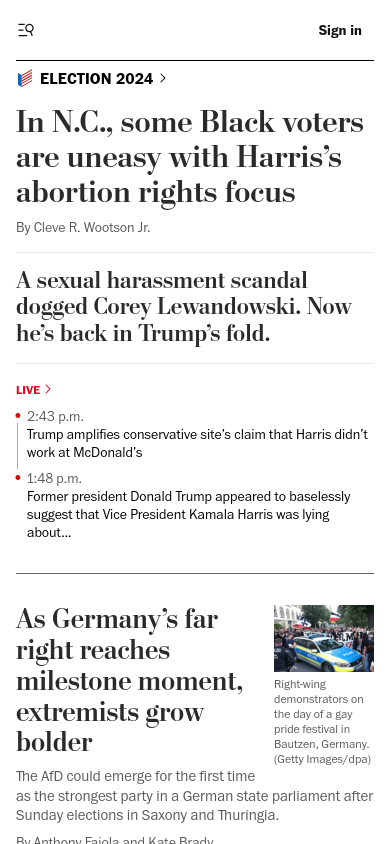 Sign in
ELECTION 2024
In N.C., some Black voters
are uneasy with Harris's
abortion rights focus
By Cleve R. Wootson Jr.
A sexual harassment scandal
dogged Corey Lewandowski. Now
he's back in Trump's fold.
LIVE
2:43 p.m.
Trump amplifies conservative site's claim that Harris didn't
work at McDonald's
1:48 p.m.
Former president Donald Trump appeared to baselessly
suggest that Vice President Kamala Harris was lying
about...
As Germany's far
right reaches
milestone moment,
extremists grow
bolder
Right-wing
demonstrators on
the day of a gay
pride festival in
Bautzen, Germany.
(Getty Images/dpa)
The AfD could emerge for the first time
as the strongest party in a German state parliament after
Sunday elections in Saxony and Thuringia.
By Anthony Faiola and Kate Brady